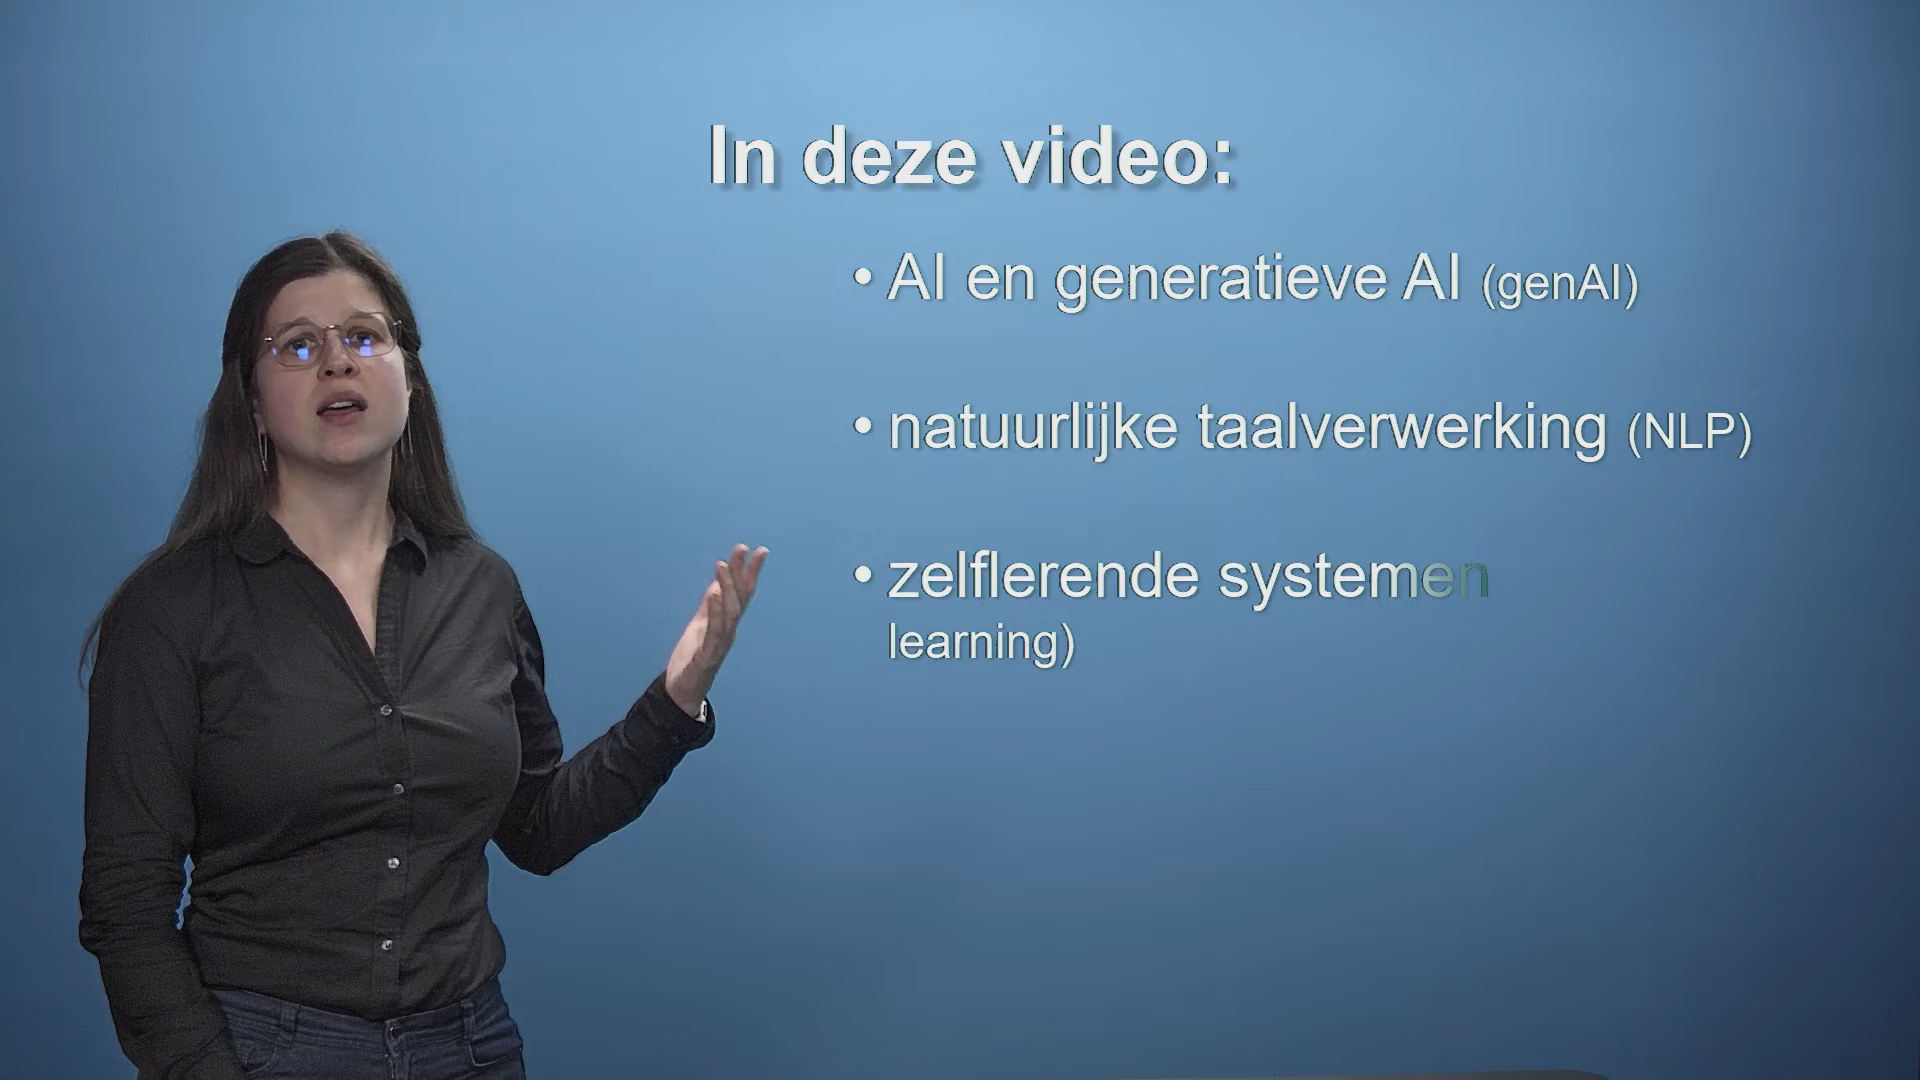 In deze video:
• AI en generatieve AI (genAI)
• natuurlijke taalverwerking (NLP)
• zelflerende systemen
learning)